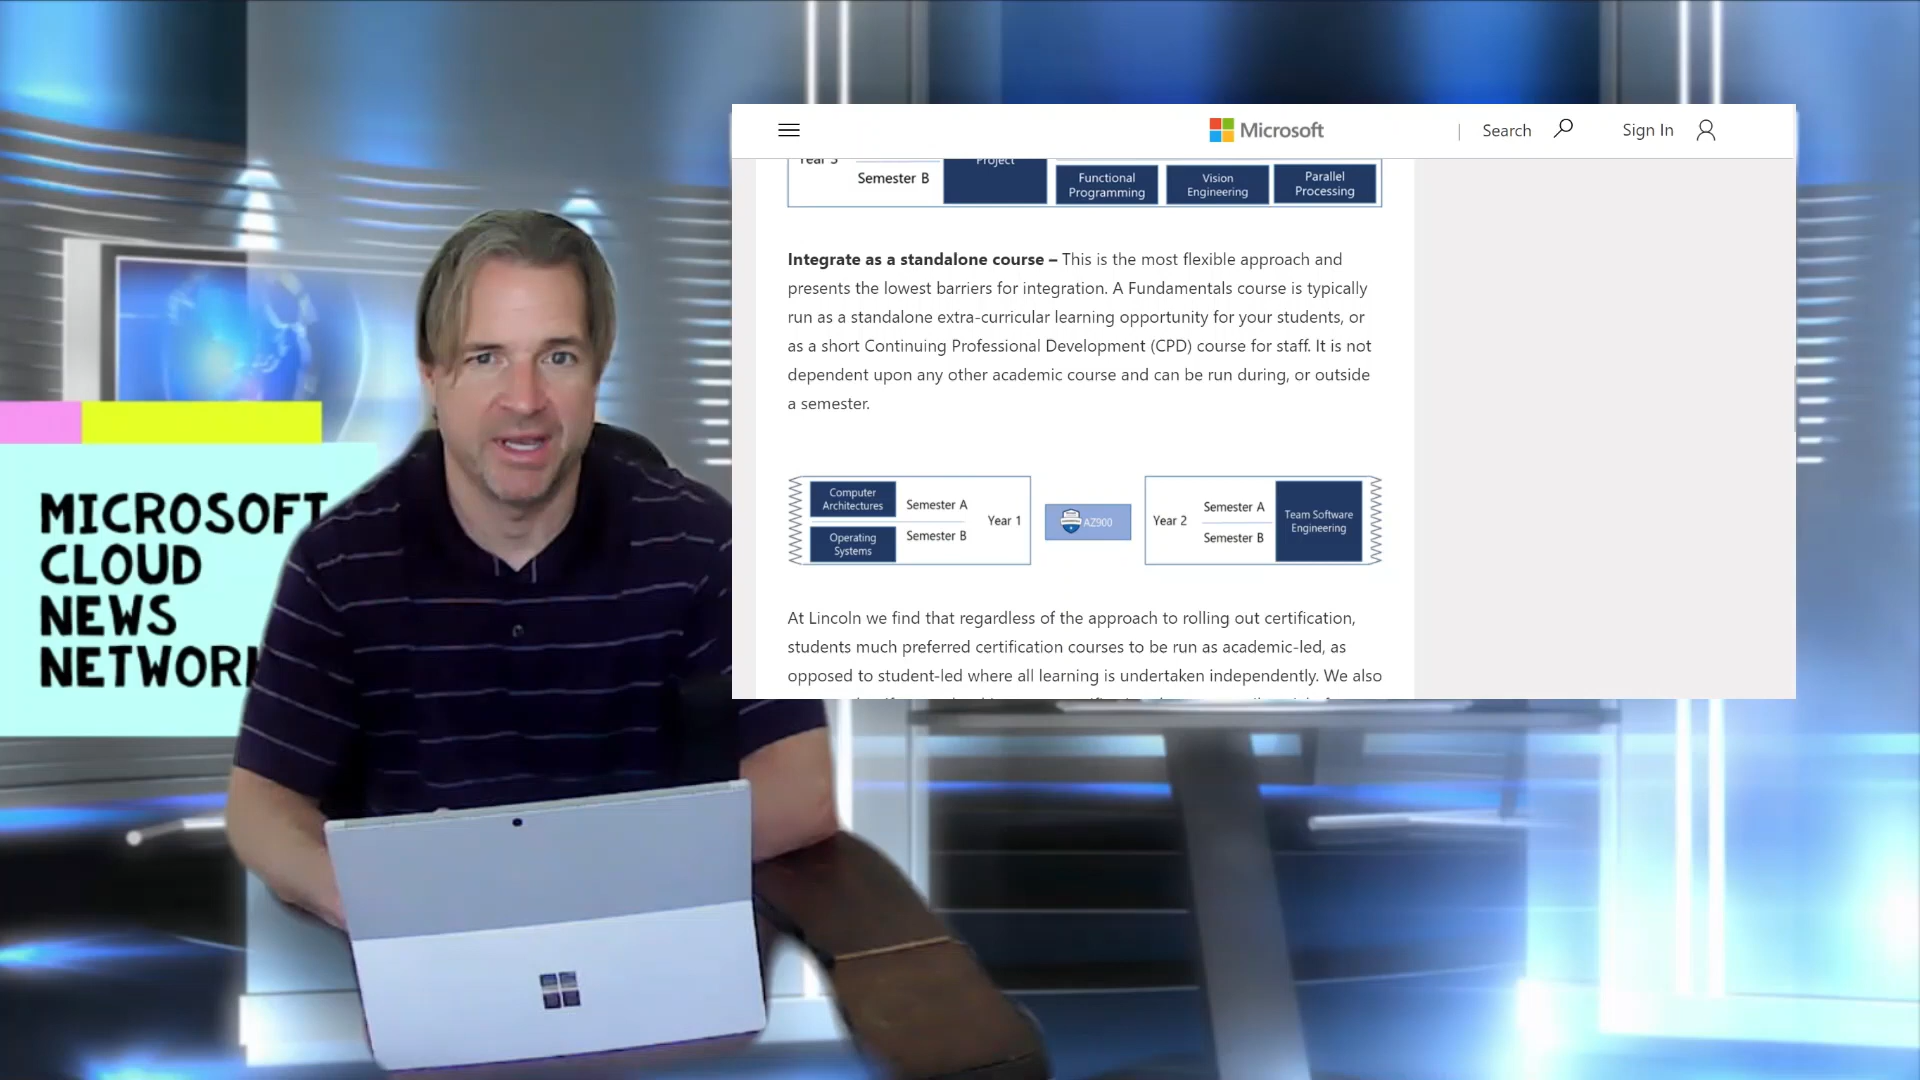 MICROSOFT
CLOUD
NEWS
NETWORK
Microsoft
Search
Sign In
Year 3
Semester B
Project
Functional
Programming
Vision
Engineering
Parallel
Processing
Integrate as a standalone course – This is the most flexible approach and
presents the lowest barriers for integration. A Fundamentals course is typically
run as a standalone extra-curricular learning opportunity for your students, or
as a short Continuing Professional Development (CPD) course for staff. It is not
dependent upon any other academic course and can be run during, or outside
a semester.
Computer
Architectures
Semester A
Operating
Systems
Semester B
Year 1
AZ900
Year 2
Semester A
Semester B
Team Software
Engineering
At Lincoln we find that regardless of the approach to rolling out certification,
students much preferred certification courses to be run as academic-led, as
opposed to student-led where all learning is undertaken independently. We also